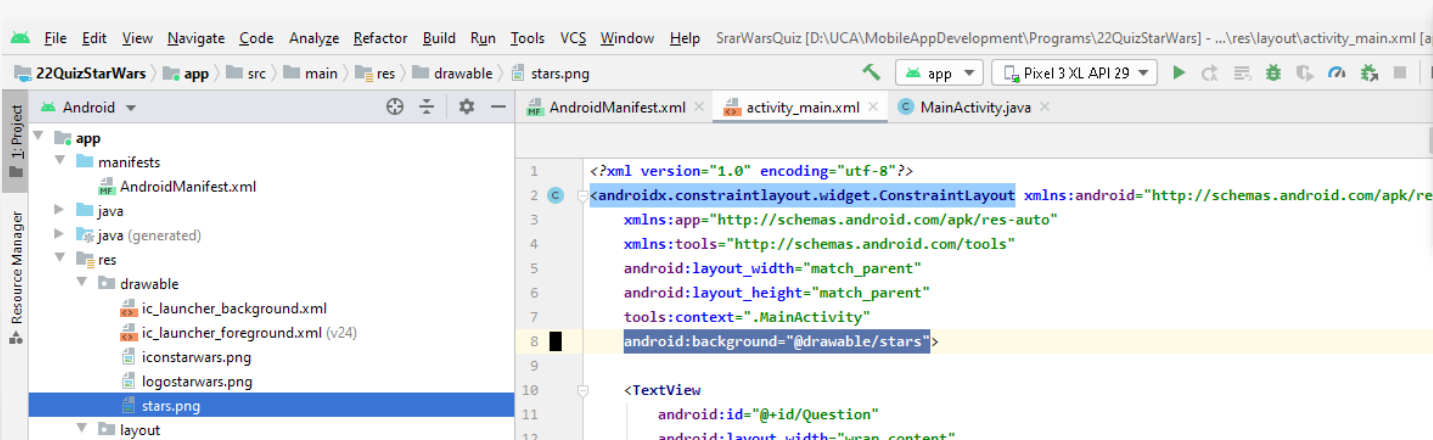 File Edit View Navigate Code Analyze Refactor Build Run Tools VCS Window Help SrarWarsQuiz [D:\UCA\MobileAppDevelopment\Programs\22QuizStarWars] - ...\res\layout\activity_main.xml [a
22QuizStarWars app src main res drawable stars.png app Pixel 3 XL API 29
Android AndroidManifest.xml activity_main.xml MainActivity.java
1: Project
Resource Manager
app
manifests
AndroidManifest.xml
java
java (generated)
res
drawable
ic_launcher_background.xml
ic_launcher_foreground.xml (v24)
iconstarwars.png
logostarwars.png
stars.png
layout
1 <?xml version="1.0" encoding="utf-8"?>
2 <androidx.constraintlayout.widget.ConstraintLayout xmlns:android="http://schemas.android.com/apk/re
3 xmlns:app="http://schemas.android.com/apk/res-auto"
4 xmlns:tools="http://schemas.android.com/tools"
5 android:layout_width="match_parent"
6 android:layout_height="match_parent"
7 tools:context=".MainActivity"
8 android:background="@drawable/stars">
9
10 <TextView
11 android:id="@+id/Question"
12 android:layout_width="wrap_content"